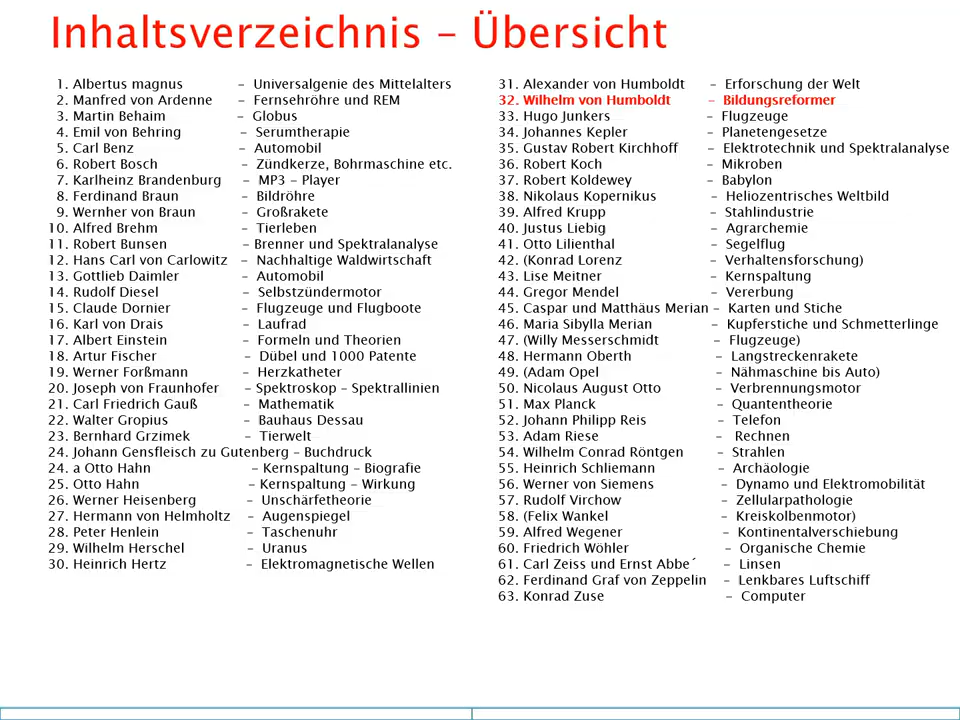 Inhaltsverzeichnis – Übersicht
1. Albertus magnus – Universalgenie des Mittelalters
2. Manfred von Ardenne – Fernsehröhre und REM
3. Martin Behaim – Globus
4. Emil von Behring – Serumtherapie
5. Carl Benz – Automobil
6. Robert Bosch – Zündkerze, Bohrmaschine etc.
7. Karlheinz Brandenburg – MP3 – Player
8. Ferdinand Braun – Bildröhre
9. Wernher von Braun – Großrakete
10. Alfred Brehm – Tierleben
11. Robert Bunsen – Brenner und Spektralanalyse
12. Hans Carl von Carlowitz – Nachhaltige Waldwirtschaft
13. Gottlieb Daimler – Automobil
14. Rudolf Diesel – Selbstzündermotor
15. Claude Dornier – Flugzeuge und Flugboote
16. Karl von Drais – Laufrad
17. Albert Einstein – Formeln und Theorien
18. Artur Fischer – Dübel und 1000 Patente
19. Werner Forßmann – Herzkatheter
20. Joseph von Fraunhofer – Spektroskop – Spektrallinien
21. Carl Friedrich Gauß – Mathematik
22. Walter Gropius – Bauhaus Dessau
23. Bernhard Grzimek – Tierwelt
24. Johann Gensfleisch zu Gutenberg – Buchdruck
24. a Otto Hahn – Kernspaltung – Biografie
25. Otto Hahn – Kernspaltung – Wirkung
26. Werner Heisenberg – Unschärfetheorie
27. Hermann von Helmholtz – Augenspiegel
28. Peter Henlein – Taschenuhr
29. Wilhelm Herschel – Uranus
30. Heinrich Hertz – Elektromagnetische Wellen
31. Alexander von Humboldt – Erforschung der Welt
32. Wilhelm von Humboldt – Bildungsreformer
33. Hugo Junkers – Flugzeuge
34. Johannes Kepler – Planetengesetze
35. Gustav Robert Kirchhoff – Elektrotechnik und Spektralanalyse
36. Robert Koch – Mikroben
37. Robert Koldewey – Babylon
38. Nikolaus Kopernikus – Heliozentrisches Weltbild
39. Alfred Krupp – Stahlindustrie
40. Justus Liebig – Agrarchemie
41. Otto Lilienthal – Segelflug
42. (Konrad Lorenz – Verhaltensforschung)
43. Lise Meitner – Kernspaltung
44. Gregor Mendel – Vererbung
45. Caspar und Matthäus Merian – Karten und Stiche
46. Maria Sibylla Merian – Kupferstiche und Schmetterlinge
47. (Willy Messerschmidt – Flugzeuge)
48. Hermann Oberth – Langstreckenrakete
49. (Adam Opel – Nähmaschine bis Auto)
50. Nicolaus August Otto – Verbrennungsmotor
51. Max Planck – Quantentheorie
52. Johann Philipp Reis – Telefon
53. Adam Riese – Rechnen
54. Wilhelm Conrad Röntgen – Strahlen
55. Heinrich Schliemann – Archäologie
56. Werner von Siemens – Dynamo und Elektromobilität
57. Rudolf Virchow – Zellularpathologie
58. (Felix Wankel – Kreiskolbenmotor)
59. Alfred Wegener – Kontinentalverschiebung
60. Friedrich Wöhler – Organische Chemie
61. Carl Zeiss und Ernst Abbe´ – Linsen
62. Ferdinand Graf von Zeppelin – Lenkbares Luftschiff
63. Konrad Zuse – Computer